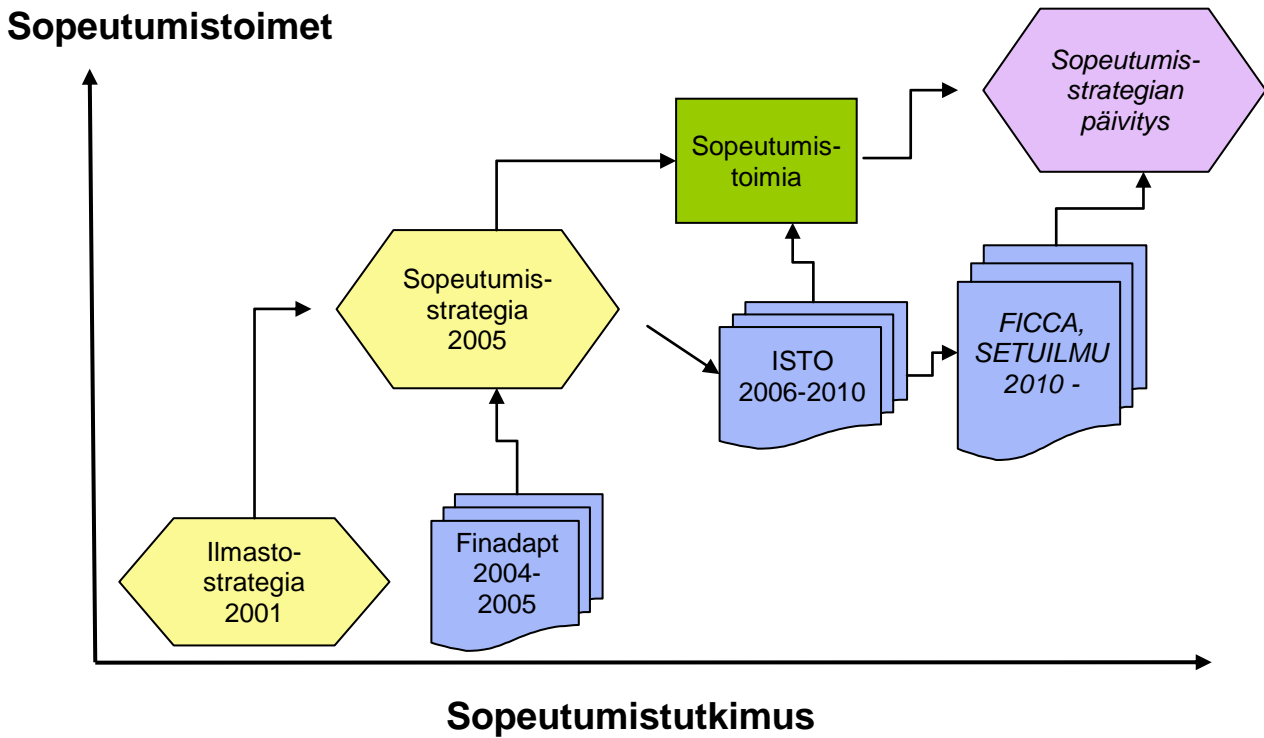 Sopeutumistoimet
Sopeutumis-
strategian
päivitys
Sopeutumis-
toimia
Sopeutumis-
strategia
2005
ISTO
2006-2010
FICCA,
SETUILMU
2010 -
Ilmasto-
strategia
2001
Finadapt
2004-
2005
Sopeutumistutkimus